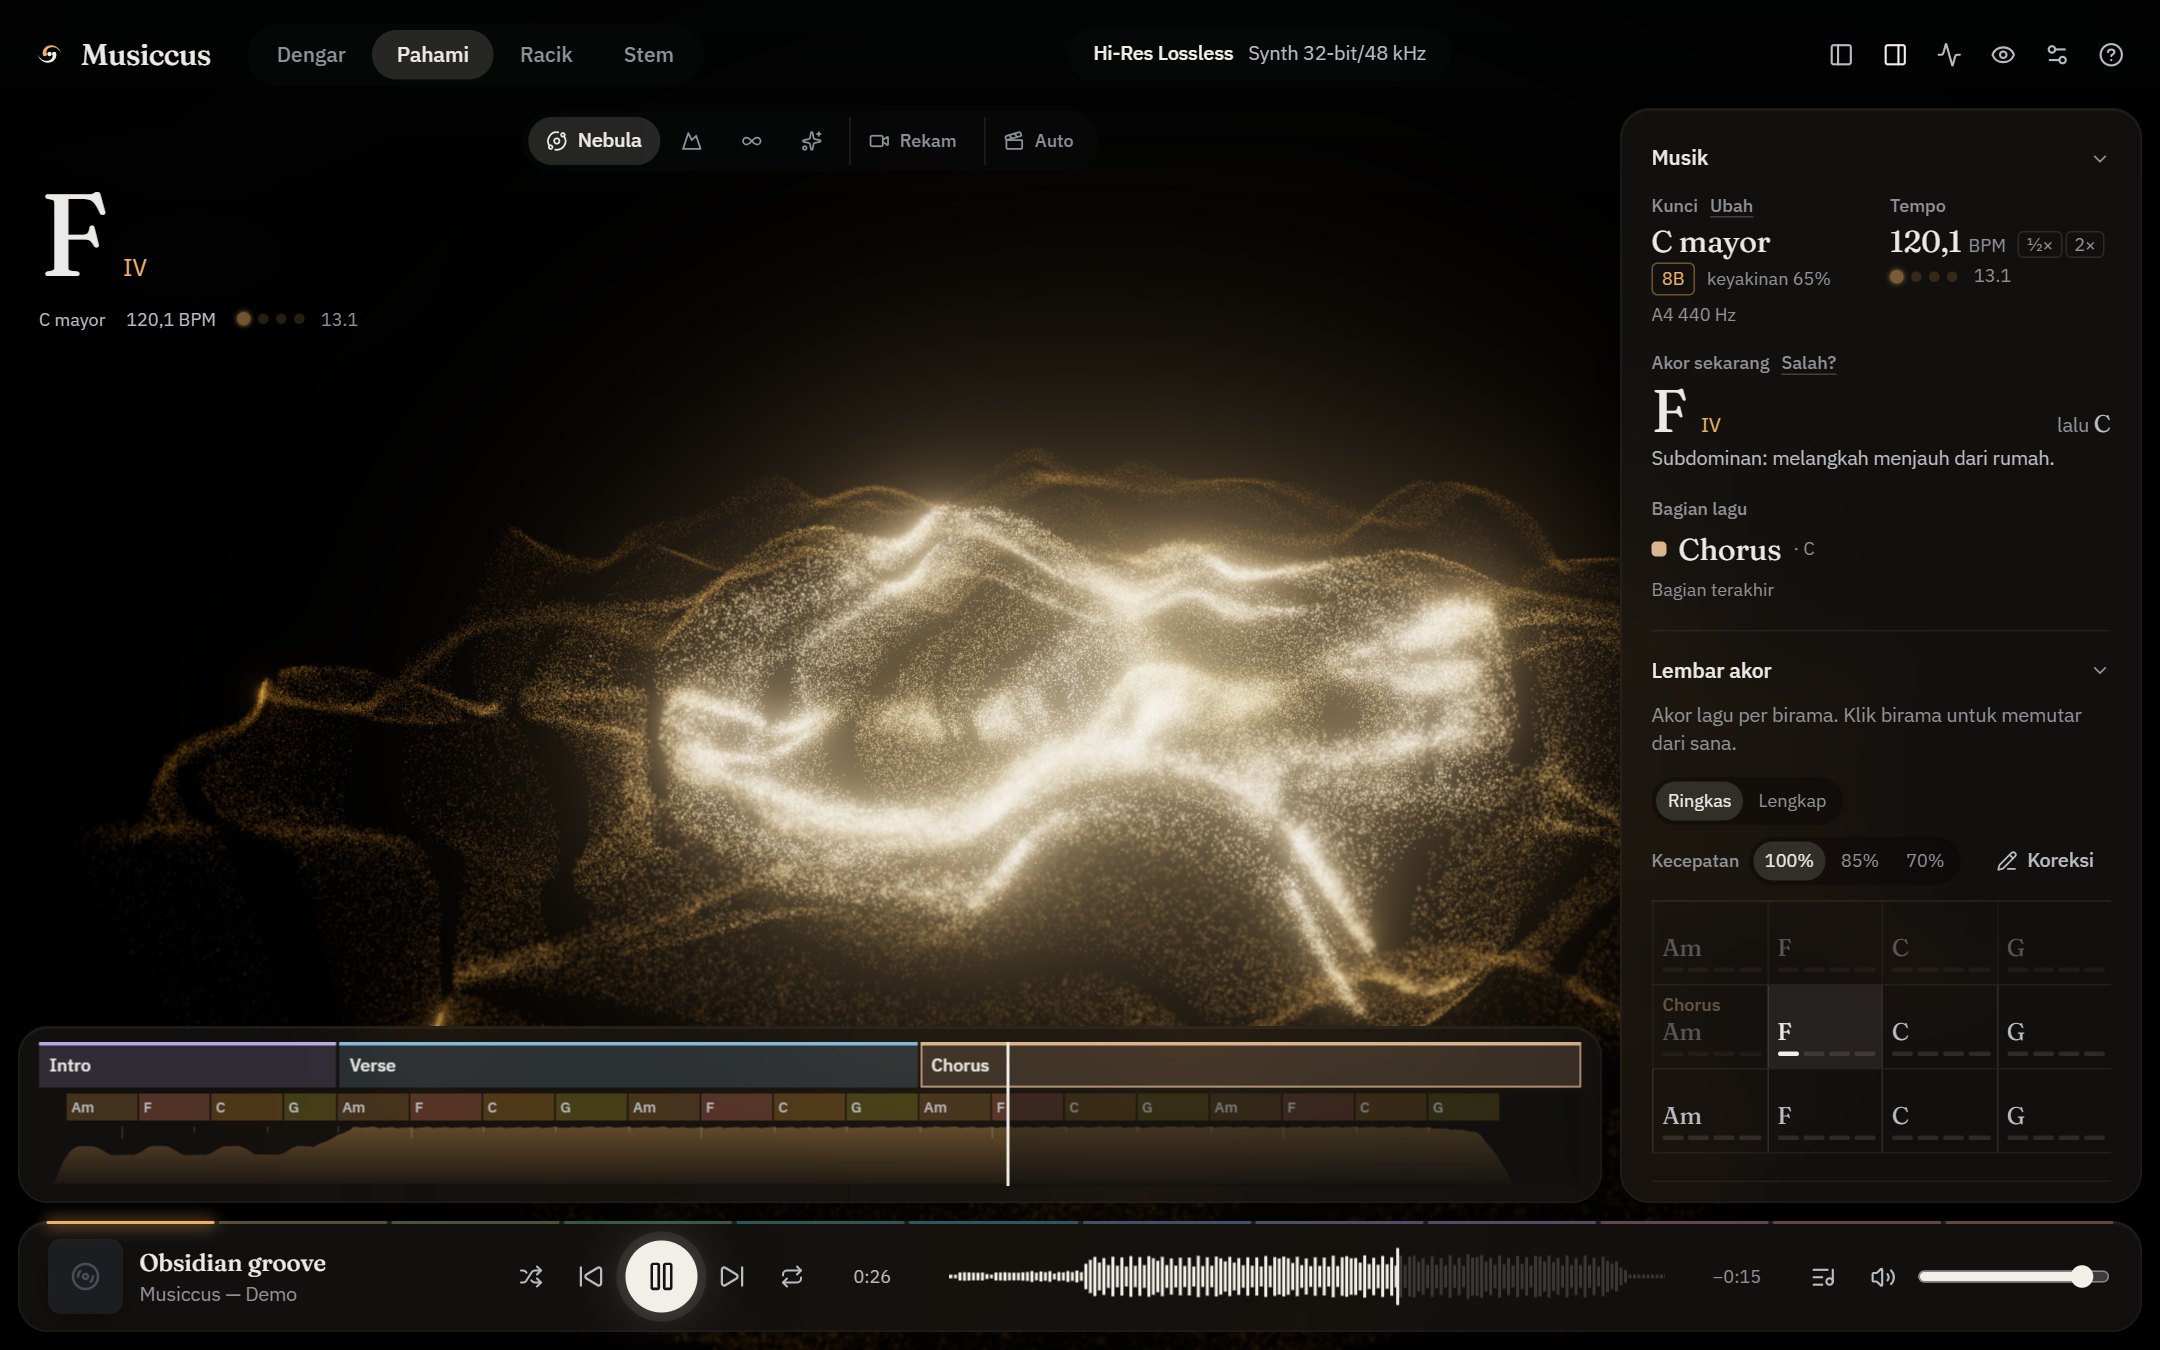 Musiccus
Dengar Pahami Racik Stem
Hi-Res Lossless Synth 32-bit/48 kHz
Nebula Rekam Auto
F IV
C mayor 120,1 BPM 13.1
Musik
Kunci Ubah Tempo
C mayor 120,1 BPM ½× 2×
8B keyakinan 65% 13.1
A4 440 Hz
Akor sekarang Salah?
F IV lalu C
Subdominan: melangkah menjauh dari rumah.
Bagian lagu
Chorus · C
Bagian terakhir
Lembar akor
Akor lagu per birama. Klik birama untuk memutar
dari sana.
Ringkas Lengkap
Kecepatan 100% 85% 70% Koreksi
Am F C G
Chorus
Am F C G
Am F C G
Intro Verse Chorus
Am F C G Am F C G Am F C G Am F C G Am F C G
Obsidian groove
Musiccus — Demo
0:26 −0:15